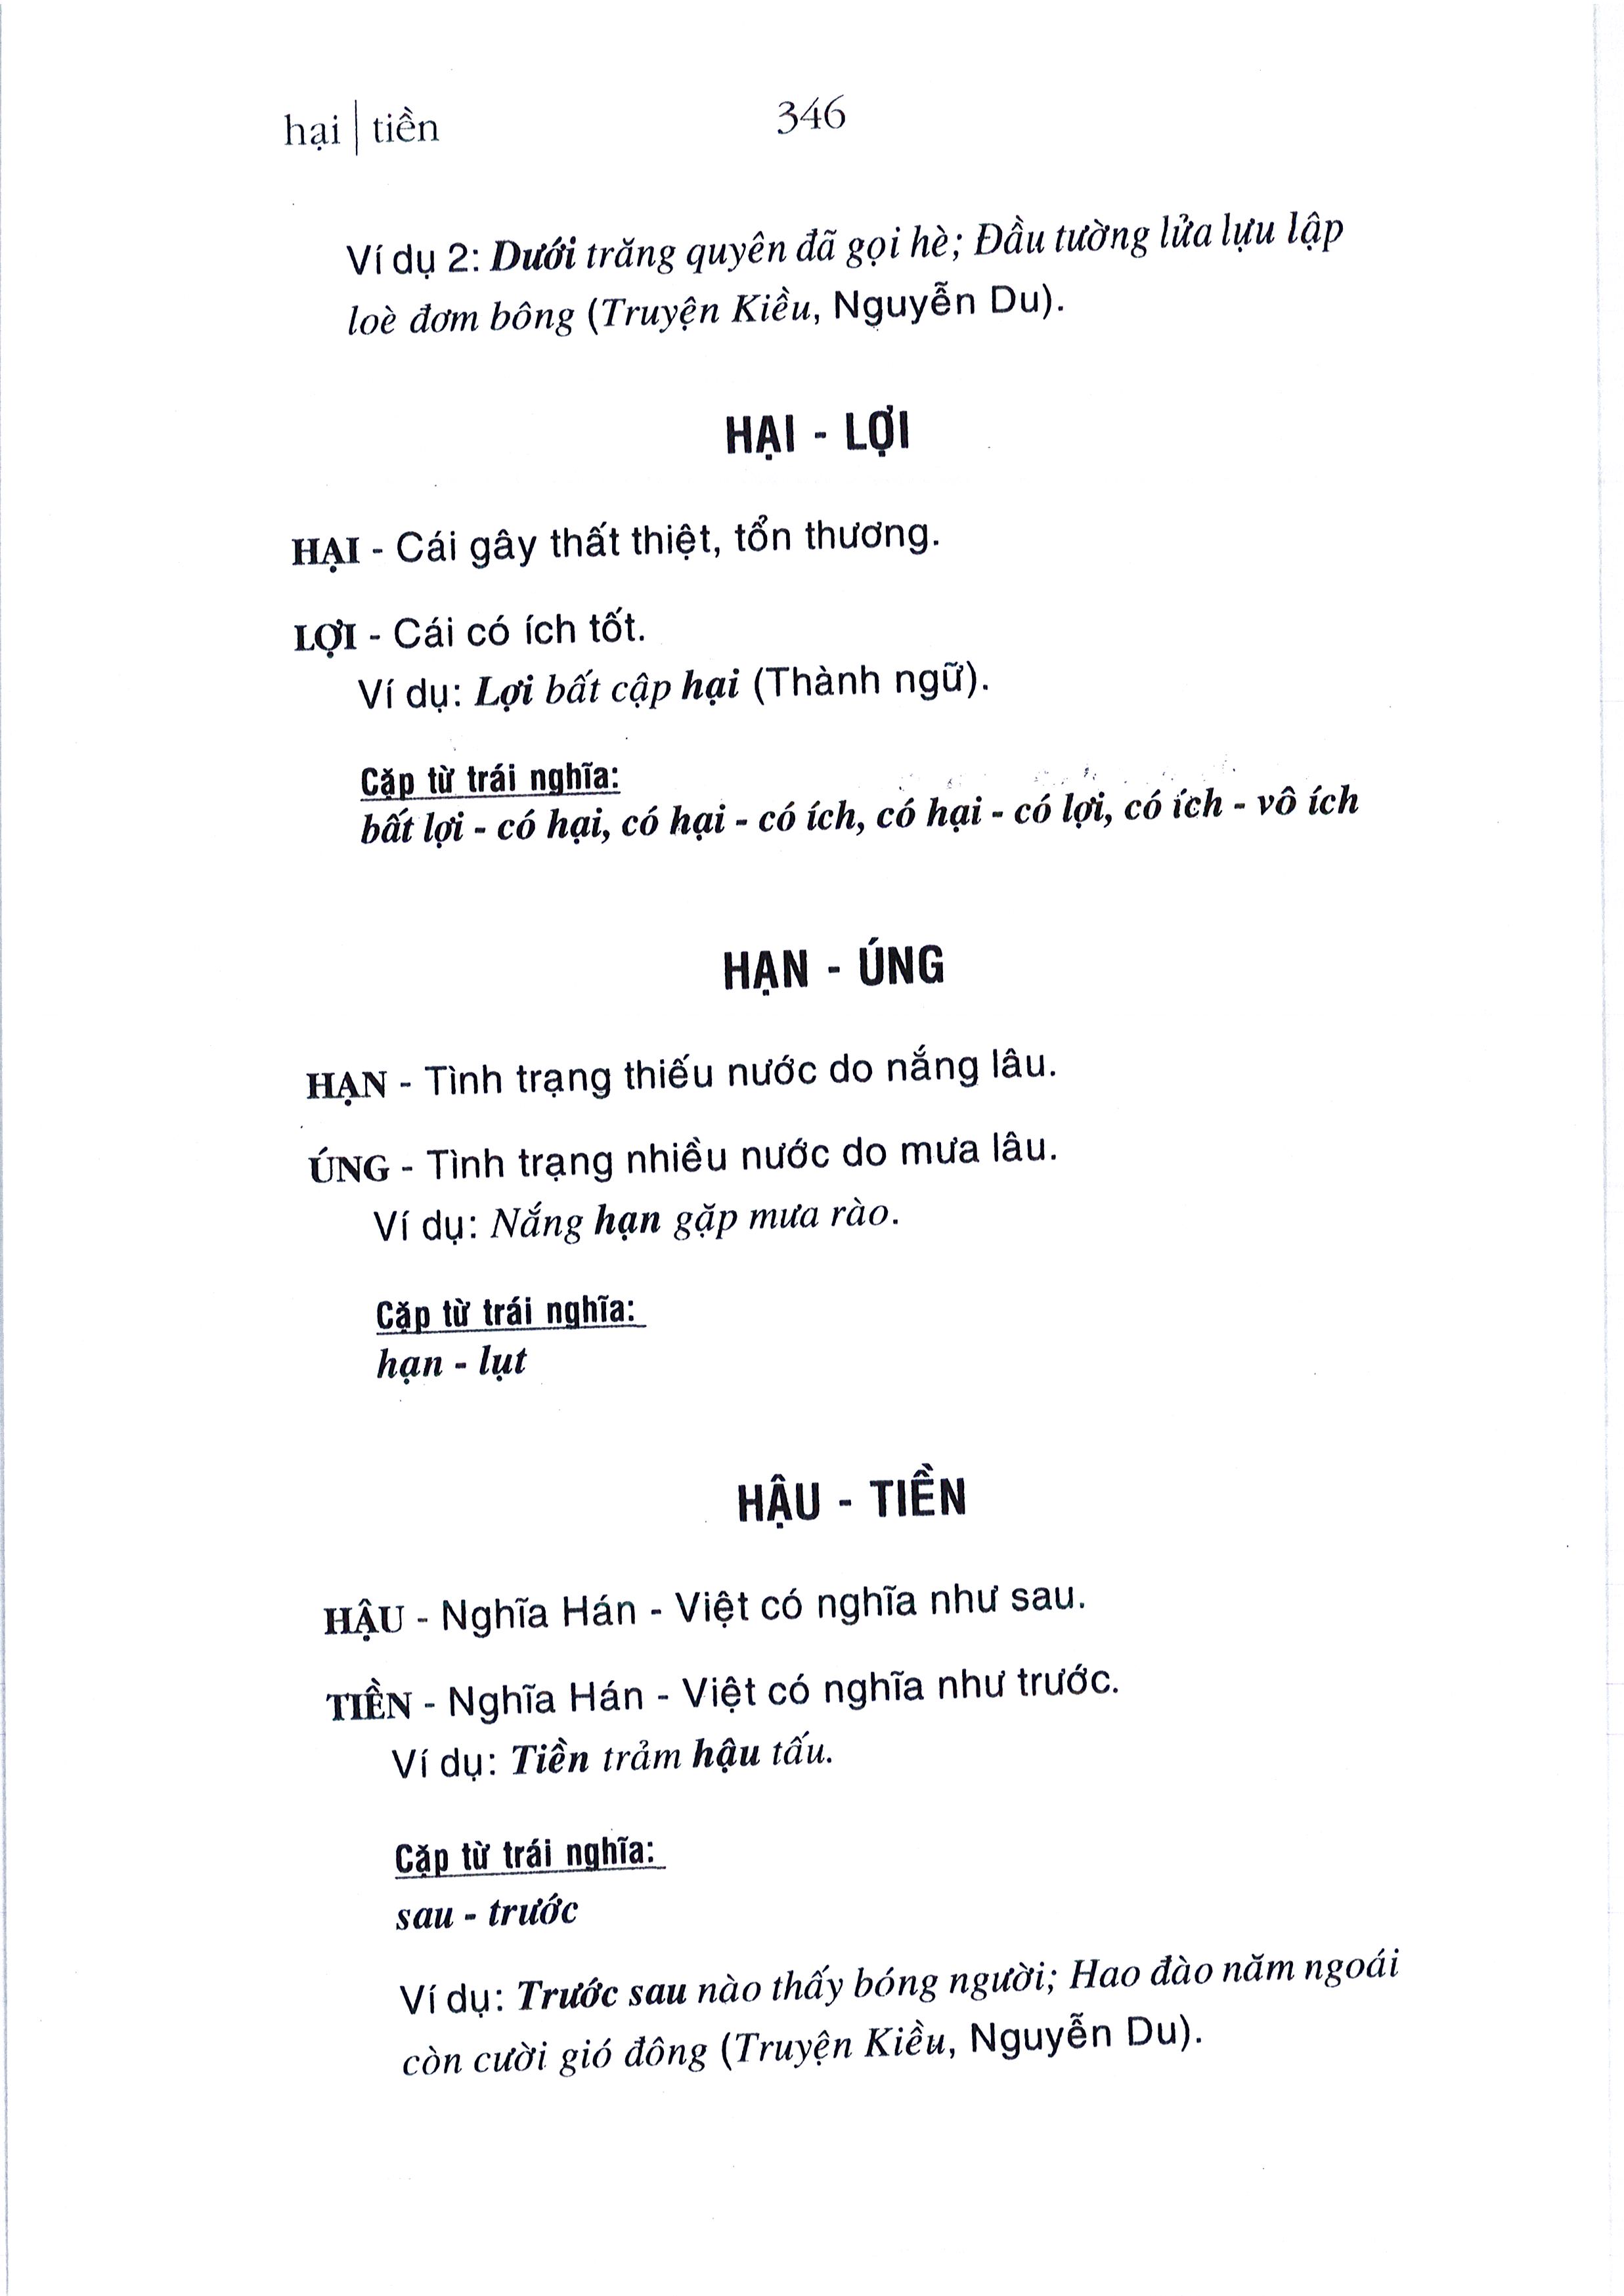 hại | tiền
346
Ví dụ 2: Dưới trăng quyên đã gọi hè; Đầu tường lửa lựu lập
loè đơm bông (Truyện Kiều, Nguyễn Du).
HẠI - LỢI
HẠI - Cái gây thất thiệt, tổn thương.
LỢI - Cái có ích tốt.
Ví dụ: Lợi bất cập hại (Thành ngữ).
Cặp từ trái nghĩa:
bất lợi - có hại, có hại - có ích, có hại - có lợi, có ích - vô ích
HẠN - ÚNG
HẠN - Tình trạng thiếu nước do nắng lâu.
ÚNG - Tình trạng nhiều nước do mưa lâu.
Ví dụ: Nắng hạn gặp mưa rào.
Cặp từ trái nghĩa:
hạn - lụt
HẬU - TIỀN
HẬU - Nghĩa Hán - Việt có nghĩa như sau.
TIỀN - Nghĩa Hán - Việt có nghĩa như trước.
Ví dụ: Tiền trảm hậu tấu.
Cặp từ trái nghĩa:
sau - trước
Ví dụ: Trước sau nào thấy bóng người; Hao đào năm ngoái
còn cười gió đông (Truyện Kiều, Nguyễn Du).